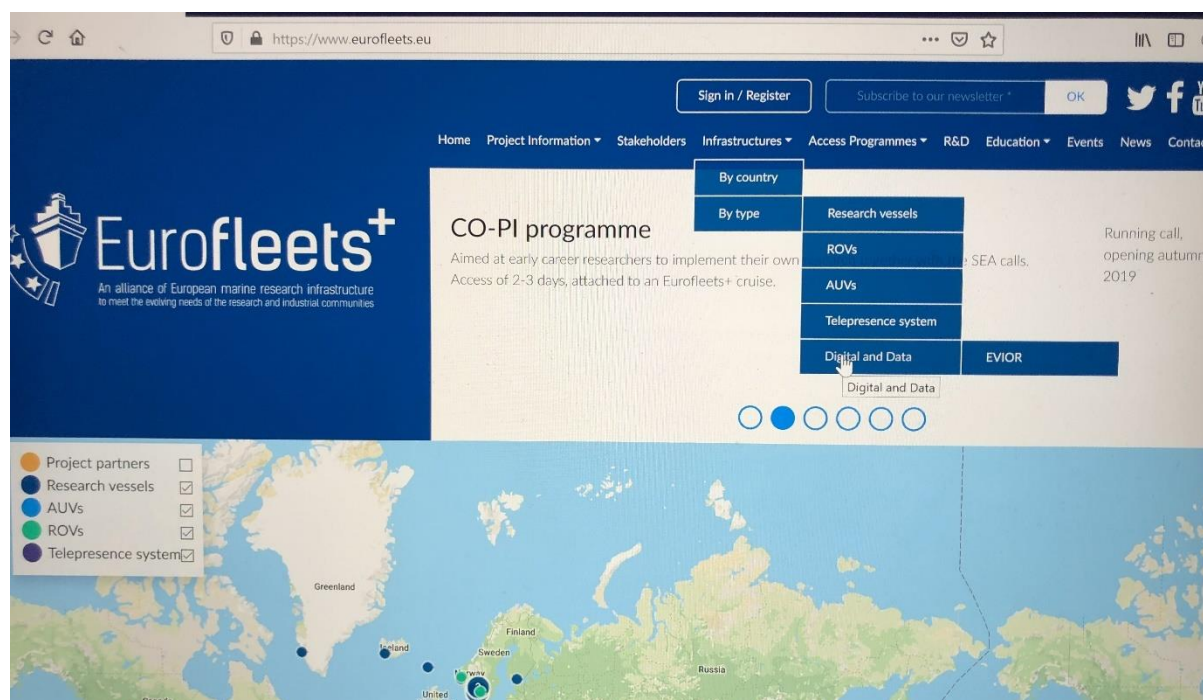 https://www.eurofleets.eu
Sign in / Register
Subscribe to our newsletter *
OK
Home Project Information Stakeholders Infrastructures Access Programmes R&D Education Events News
By country
By type
Research vessels
ROVs
AUVs
Telepresence system
Digital and Data
EVIOR
Digital and Data
Eurofleets+
An alliance of European marine research infrastructure
to meet the evolving needs of the research and industrial communities
CO-PI programme
Aimed at early career researchers to implement their own
SEA calls.
Access of 2-3 days, attached to an Eurofleets+ cruise.
Running call,
opening autumn
2019
Project partners
Research vessels
AUVs
ROVs
Telepresence system
Greenland
Iceland
Finland
Sweden
Norway
United
Russia